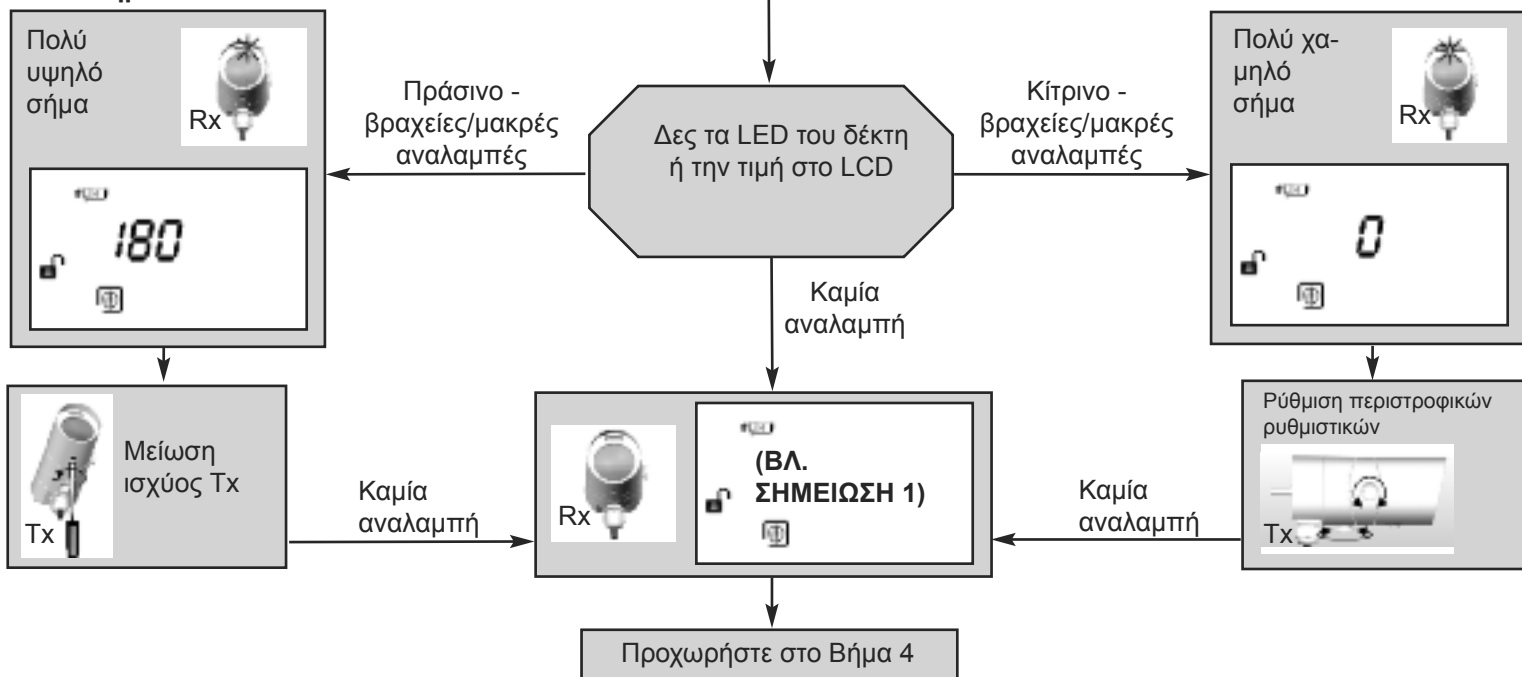 Πολύ
υψηλό
σήμα
Rx
180
Πράσινο -
βραχείες/μακρές
αναλαμπές
Δες τα LED του δέκτη
ή την τιμή στο LCD
Κίτρινο -
βραχείες/μακρές
αναλαμπές
Πολύ χα-
μηλό
σήμα
Rx
0
Καμία
αναλαμπή
Μείωση
ισχύος Tx
Tx
Καμία
αναλαμπή
Rx
(ΒΛ.
ΣΗΜΕΙΩΣΗ 1)
Καμία
αναλαμπή
Ρύθμιση περιστροφικών
ρυθμιστικών
Tx
Προχωρήστε στο Βήμα 4